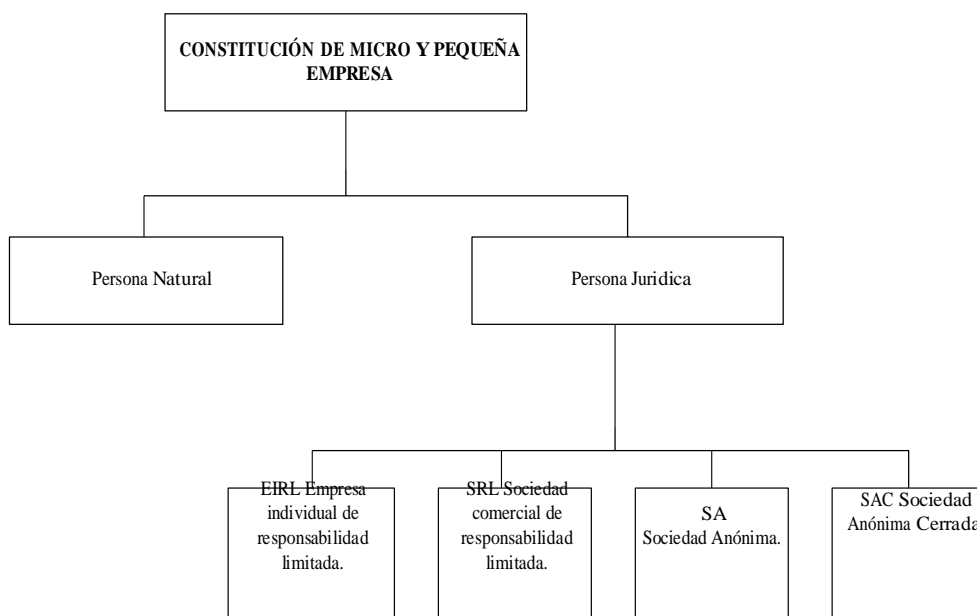 CONSTITUCIÓN DE MICRO Y PEQUEÑA
EMPRESA
Persona Natural
Persona Juridica
EIRL Empresa
individual de
responsabilidad
limitada.
SRL Sociedad
comercial de
responsabilidad
limitada.
SA
Sociedad Anónima.
SAC Sociedad
Anónima Cerrada